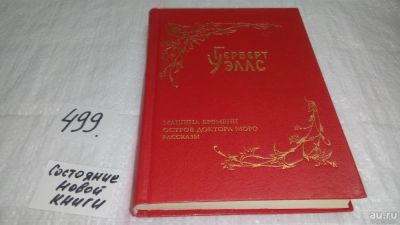 Герберт
Уэллс
МАШИНА ВРЕМЕНИ
ОСТРОВ ДОКТОРА МОРО
РАССКАЗЫ
499
Состояние
новой
книги
au.ru